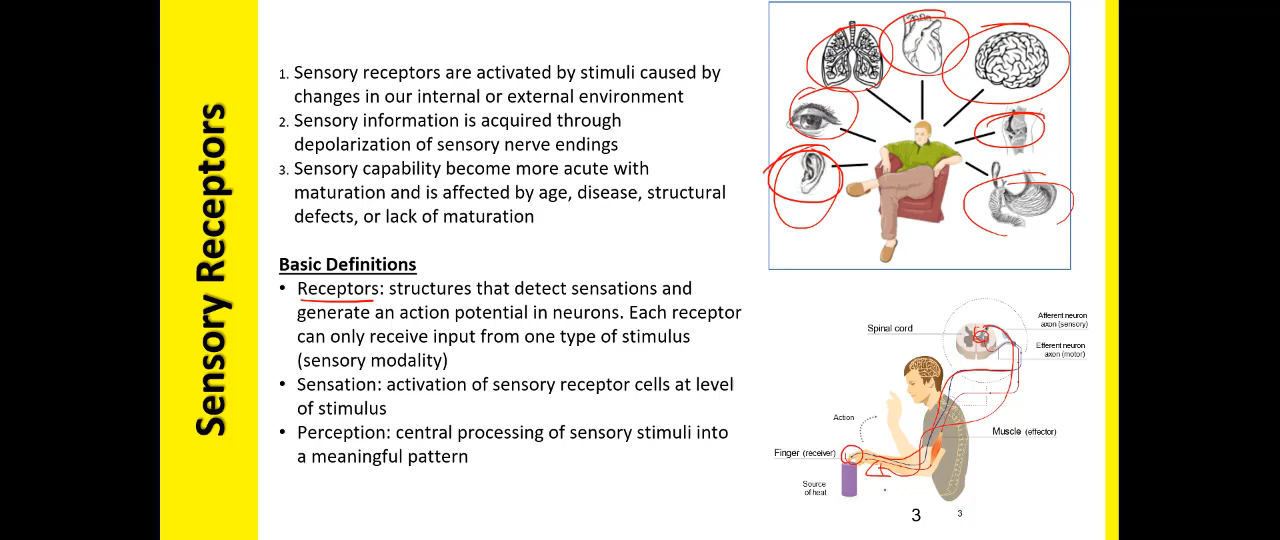 Sensory Receptors
1. Sensory receptors are activated by stimuli caused by
changes in our internal or external environment
2. Sensory information is acquired through
depolarization of sensory nerve endings
3. Sensory capability become more acute with
maturation and is affected by age, disease, structural
defects, or lack of maturation
Basic Definitions
• Receptors: structures that detect sensations and
generate an action potential in neurons. Each receptor
can only receive input from one type of stimulus
(sensory modality)
• Sensation: activation of sensory receptor cells at level
of stimulus
• Perception: central processing of sensory stimuli into
a meaningful pattern
Spinal cord
Afferent neuron
axon (sensory)
Efferent neuron
axon (motor)
Action
Muscle (effector)
Finger (receiver)
Source
of heat
3
3